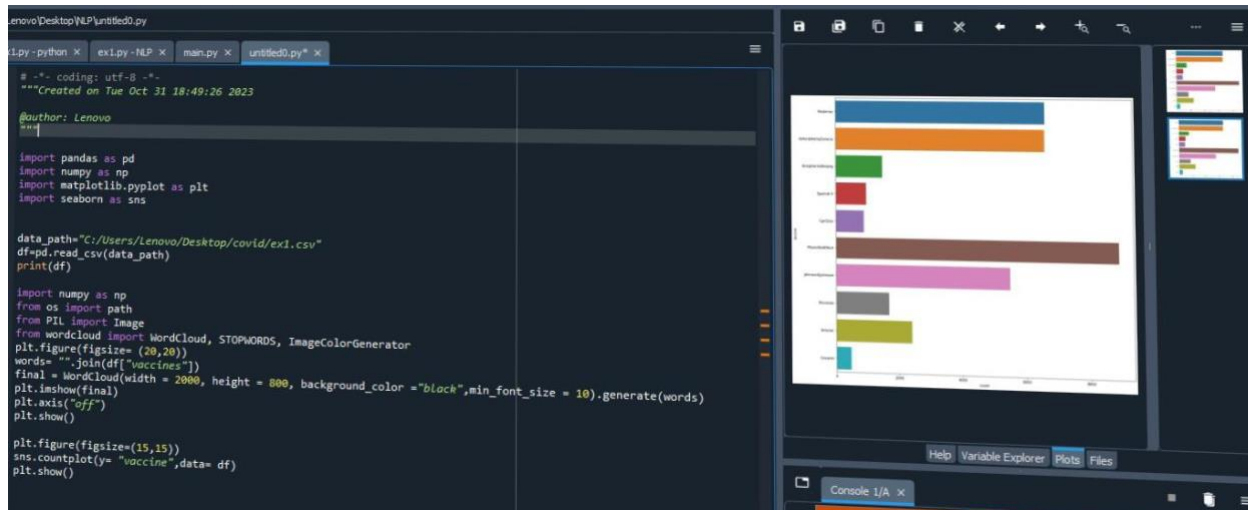 Lenovo\Desktop\NLP\untitled0.py
x1.py - python × ex1.py - NLP × main.py × untitled0.py* ×
# -*- coding: utf-8 -*-
"""Created on Tue Oct 31 18:49:26 2023
@author: Lenovo
"""
import pandas as pd
import numpy as np
import matplotlib.pyplot as plt
import seaborn as sns
data_path="C:/Users/Lenovo/Desktop/covid/ex1.csv"
df=pd.read_csv(data_path)
print(df)
import numpy as np
from os import path
from PIL import Image
from wordcloud import WordCloud, STOPWORDS, ImageColorGenerator
plt.figure(figsize= (20,20))
words= "".join(df["vaccines"])
final = WordCloud(width = 2000, height = 800, background_color ="black",min_font_size = 10).generate(words)
plt.imshow(final)
plt.axis("off")
plt.show()
plt.figure(figsize=(15,15))
sns.countplot(y= "vaccine",data= df)
plt.show()
Help Variable Explorer Plots Files
Console 1/A ×